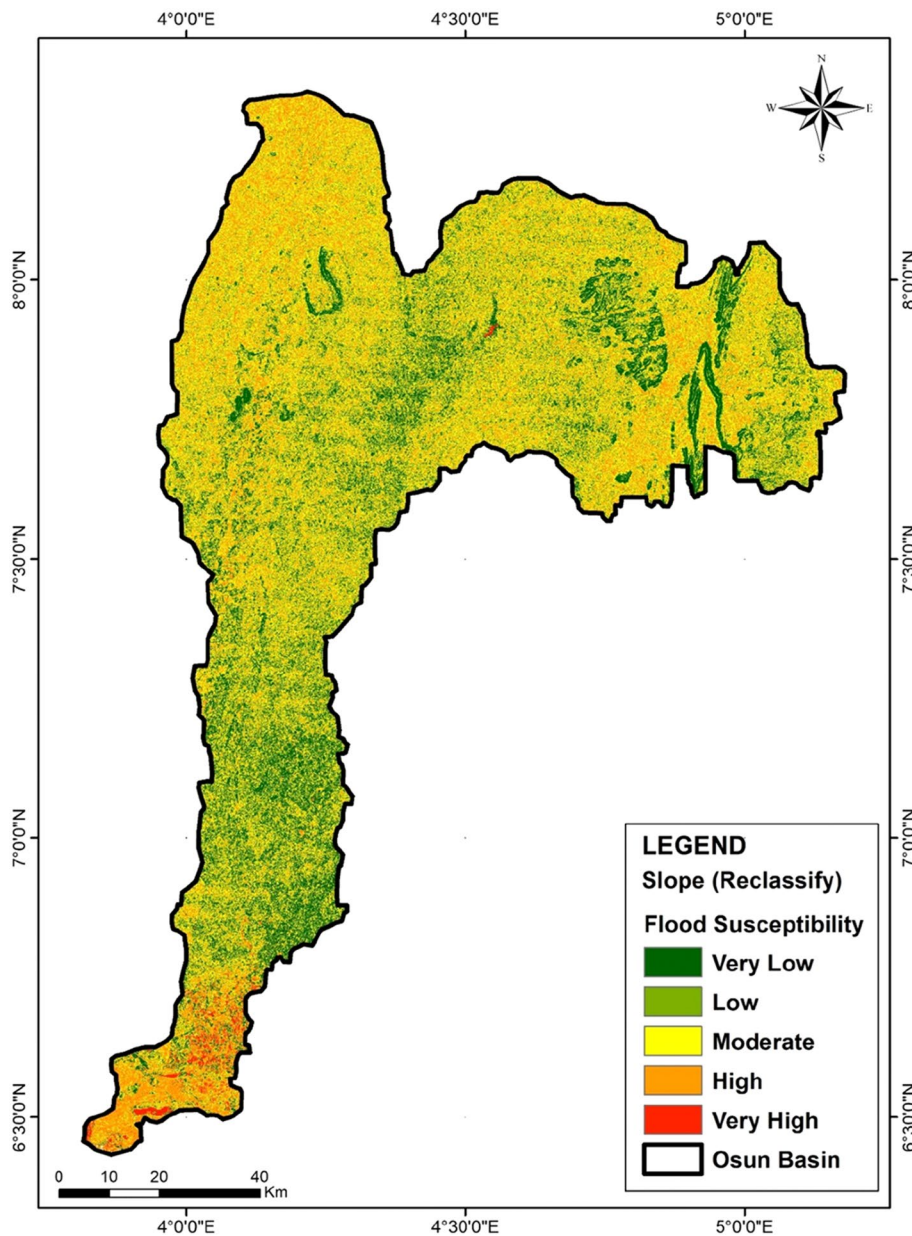 4°0'0"E 4°30'0"E 5°0'0"E
N
W E
S
8°0'0"N 8°0'0"N
7°30'0"N 7°30'0"N
7°0'0"N 7°0'0"N
6°30'0"N 6°30'0"N
LEGEND
Slope (Reclassify)
Flood Susceptibility
Very Low
Low
Moderate
High
Very High
Osun Basin
0 10 20 40
Km
4°0'0"E 4°30'0"E 5°0'0"E